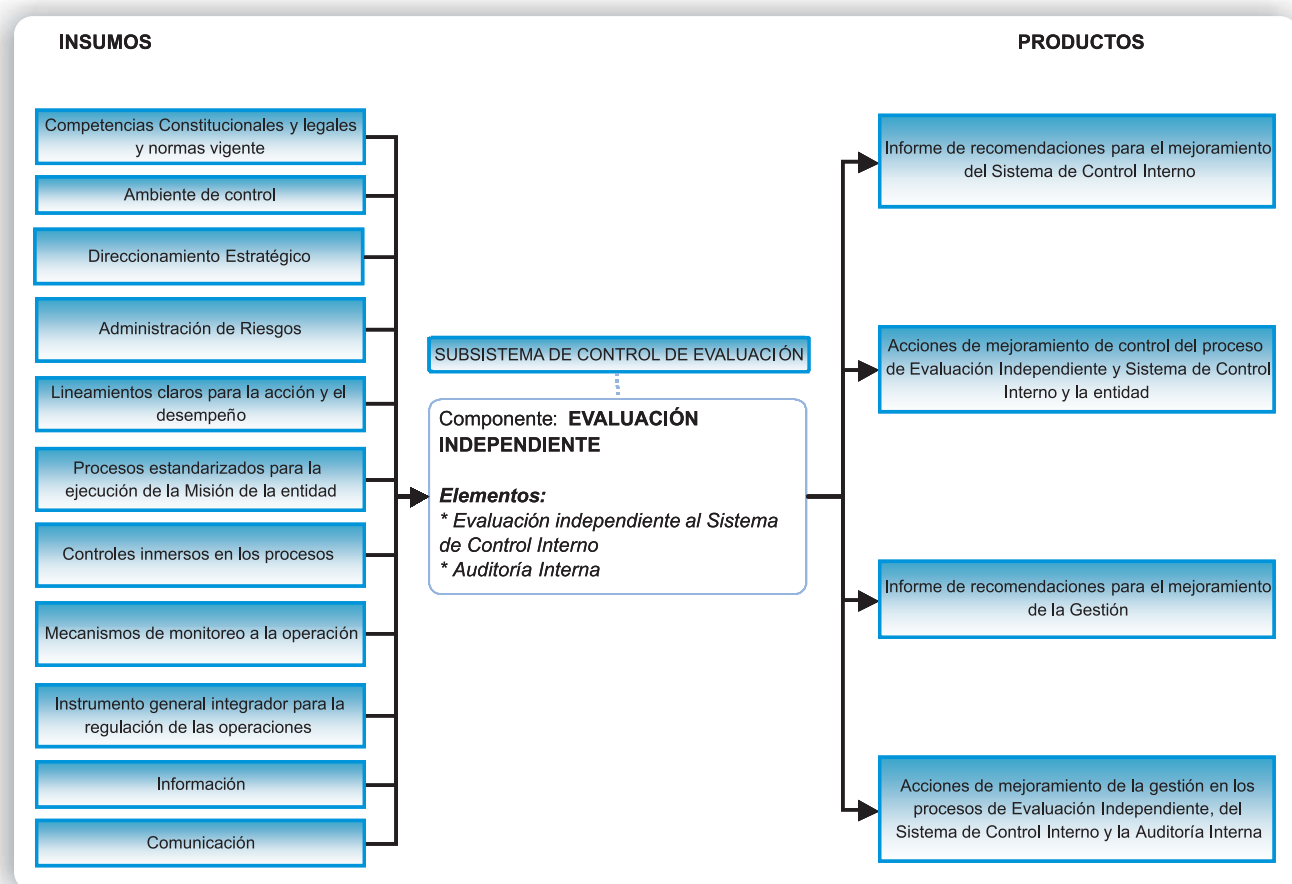 INSUMOS
Competencias Constitucionales y legales
y normas vigente
Ambiente de control
Direccionamiento Estratégico
Administración de Riesgos
Lineamientos claros para la acción y el
desempeño
Procesos estandarizados para la
ejecución de la Misión de la entidad
Controles inmersos en los procesos
Mecanismos de monitoreo a la operación
Instrumento general integrador para la
regulación de las operaciones
Información
Comunicación
SUBSISTEMA DE CONTROL DE EVALUACIÓN
Componente: EVALUACIÓN
INDEPENDIENTE
Elementos:
* Evaluación independiente al Sistema
de Control Interno
* Auditoría Interna
PRODUCTOS
Informe de recomendaciones para el mejoramiento
del Sistema de Control Interno
Acciones de mejoramiento de control del proceso
de Evaluación Independiente y Sistema de Control
Interno y la entidad
Informe de recomendaciones para el mejoramiento
de la Gestión
Acciones de mejoramiento de la gestión en los
procesos de Evaluación Independiente, del
Sistema de Control Interno y la Auditoría Interna